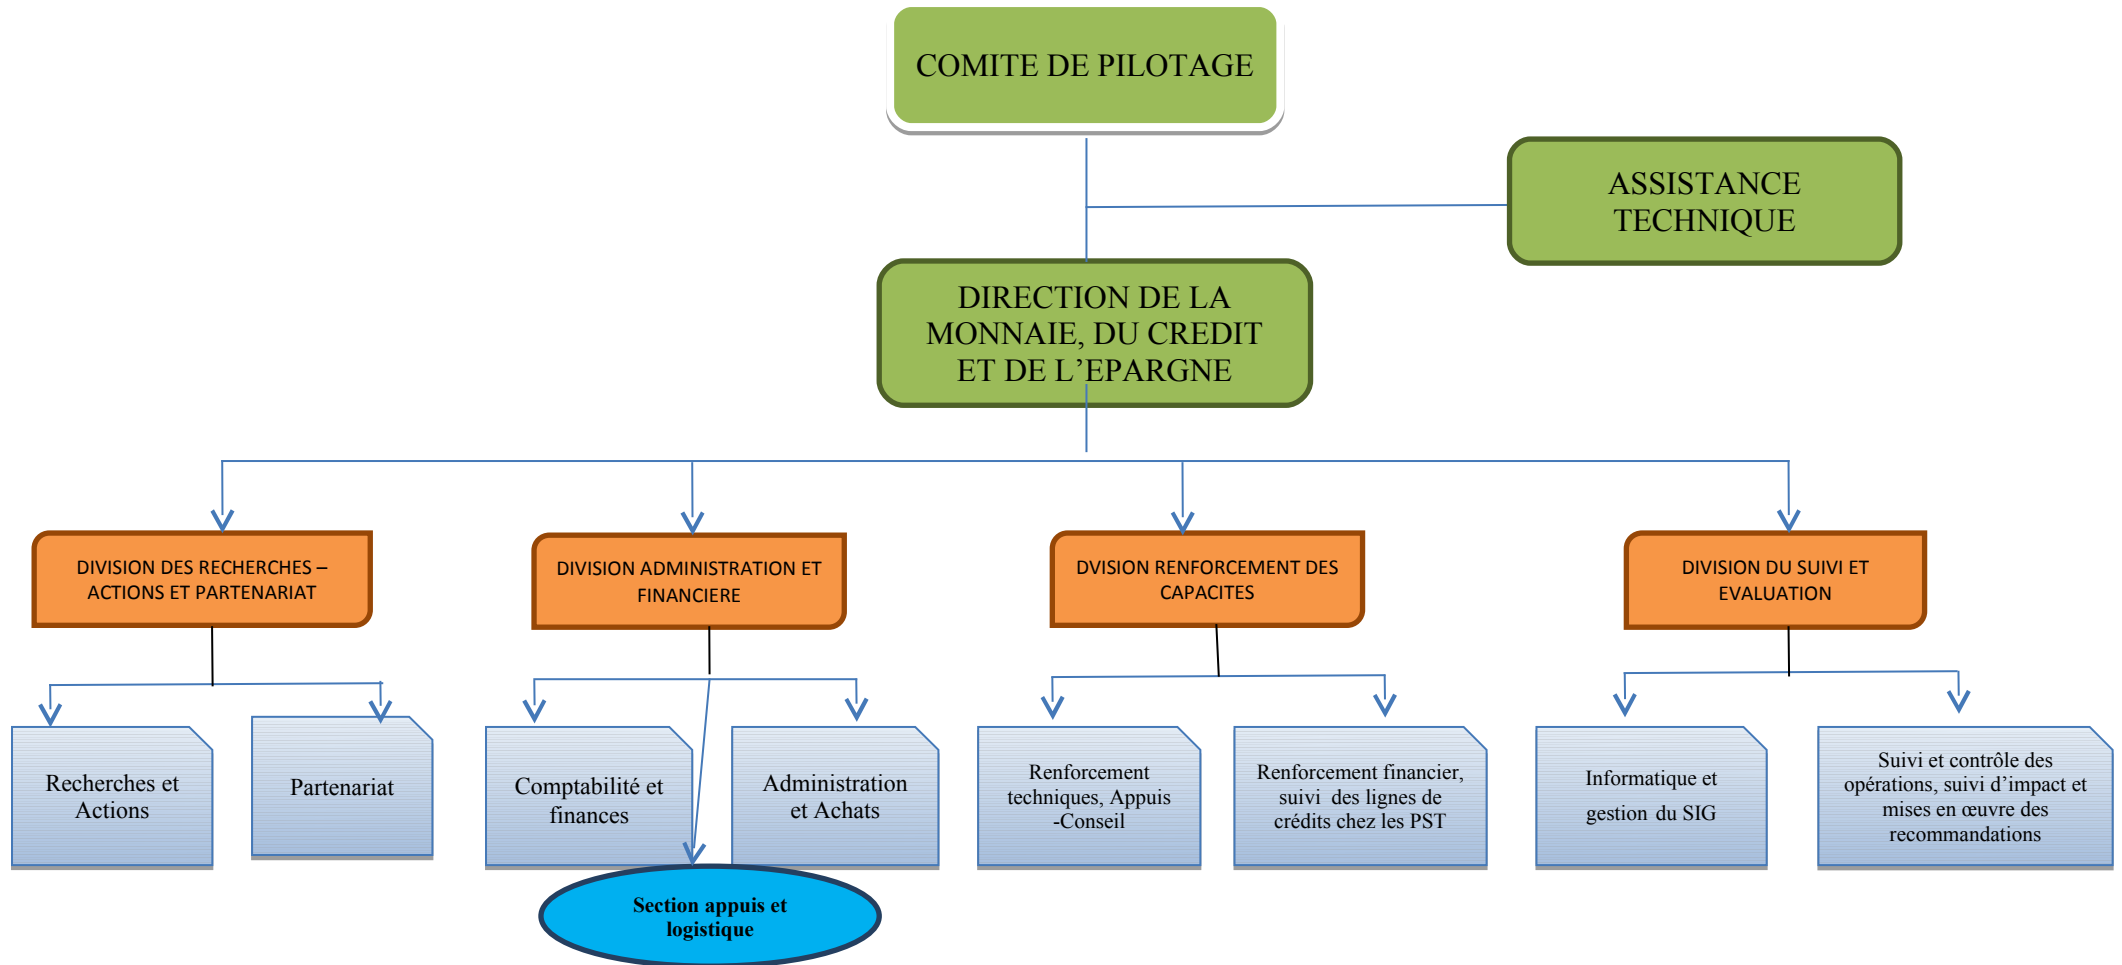 COMITE DE PILOTAGE
ASSISTANCE
TECHNIQUE
DIRECTION DE LA
MONNAIE, DU CREDIT
ET DE L’EPARGNE
DIVISION DES RECHERCHES –
ACTIONS ET PARTENARIAT
DIVISION ADMINISTRATION ET
FINANCIERE
DVISION RENFORCEMENT DES
CAPACITES
DIVISION DU SUIVI ET
EVALUATION
Recherches et
Actions
Partenariat
Comptabilité et
finances
Administration
et Achats
Renforcement
techniques, Appuis
-Conseil
Renforcement financier,
suivi des lignes de
crédits chez les PST
Informatique et
gestion du SIG
Suivi et contrôle des
opérations, suivi d’impact et
mises en œuvre des
recommandations
Section appuis et
logistique